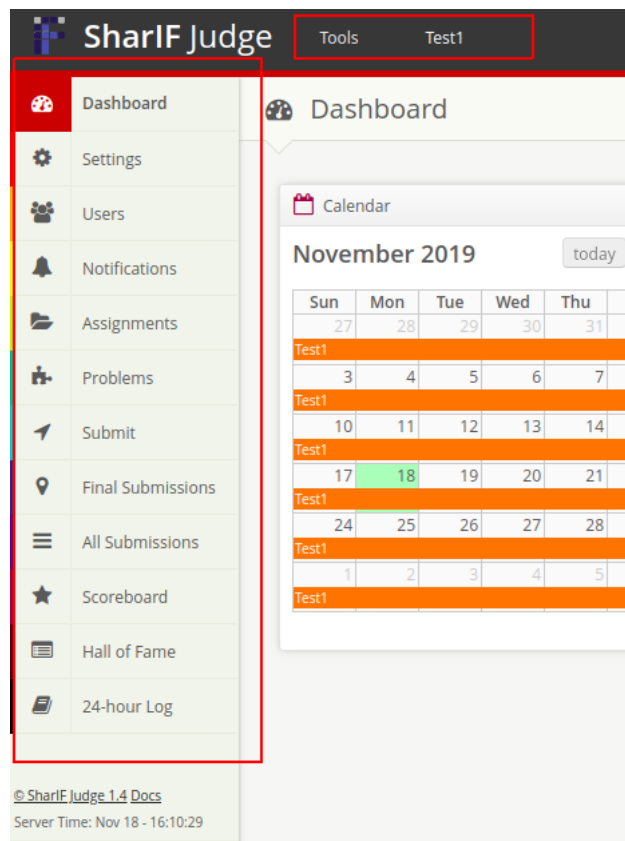 SharIF Judge Tools Test1
Dashboard
Settings
Users
Notifications
Assignments
Problems
Submit
Final Submissions
All Submissions
Scoreboard
Hall of Fame
24-hour Log
© SharIF Judge 1.4 Docs
Server Time: Nov 18 - 16:10:29
Dashboard
Calendar
November 2019 today
Sun Mon Tue Wed Thu
27 28 29 30 31
Test1
3 4 5 6 7
Test1
10 11 12 13 14
Test1
17 18 19 20 21
Test1
24 25 26 27 28
Test1
1 2 3 4 5
Test1